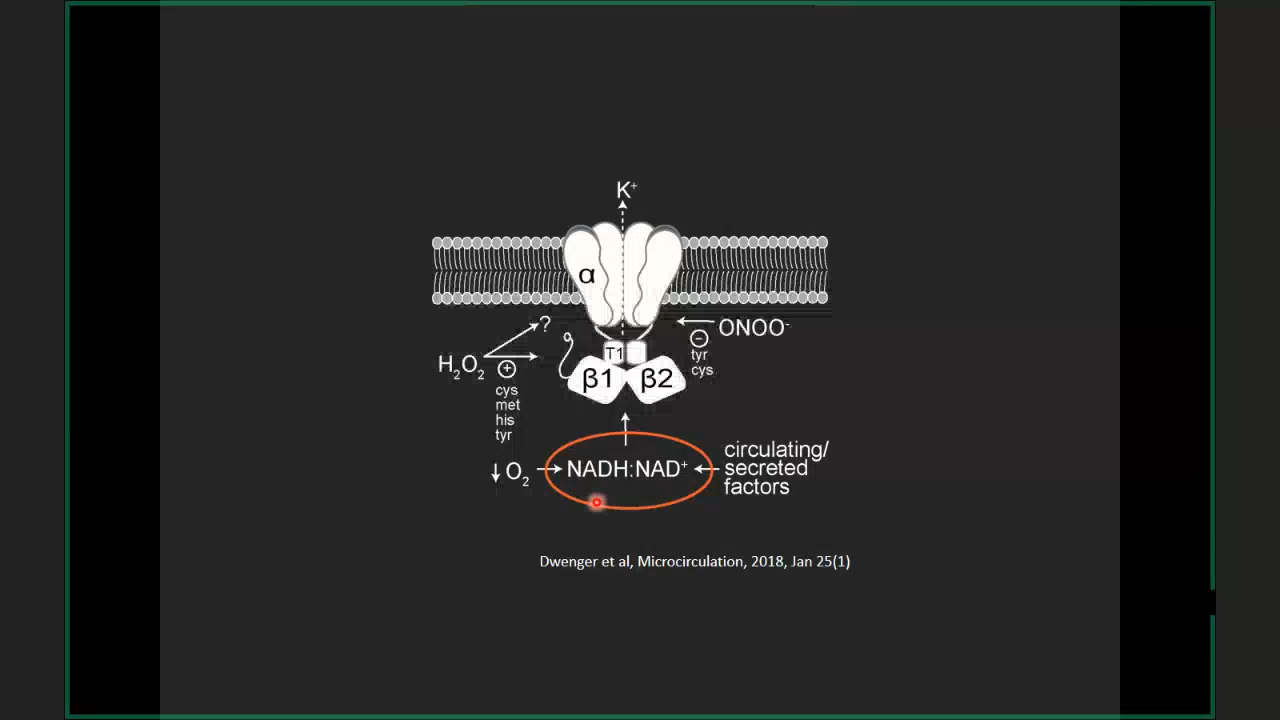 K⁺
α
?
ONOO⁻
H₂O₂
T1
−
tyr
cys
+
β1
β2
cys
met
his
tyr
↓ O₂
NADH:NAD⁺
circulating/
secreted
factors
Dwenger et al, Microcirculation, 2018, Jan 25(1)